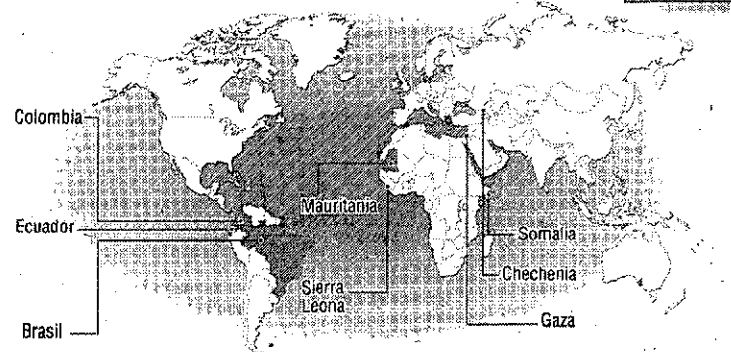 Colombia
Mauritania
Ecuador
Somalia
Chechenia
Sierra
Leona
Gaza
Brasil